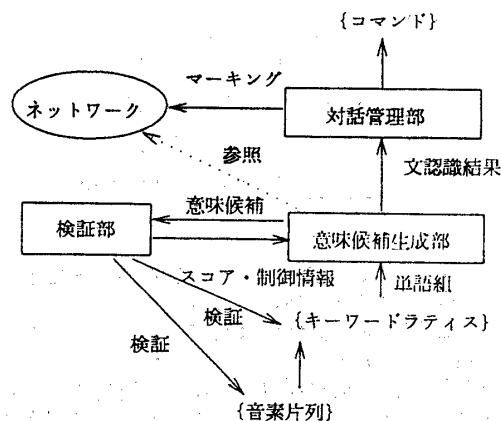 {コマンド}
マーキング
ネットワーク
対話管理部
参照
文認識結果
意味候補
検証部
意味候補生成部
スコア・制御情報
単語組
検証
{キーワードラティス}
検証
{音素片列}